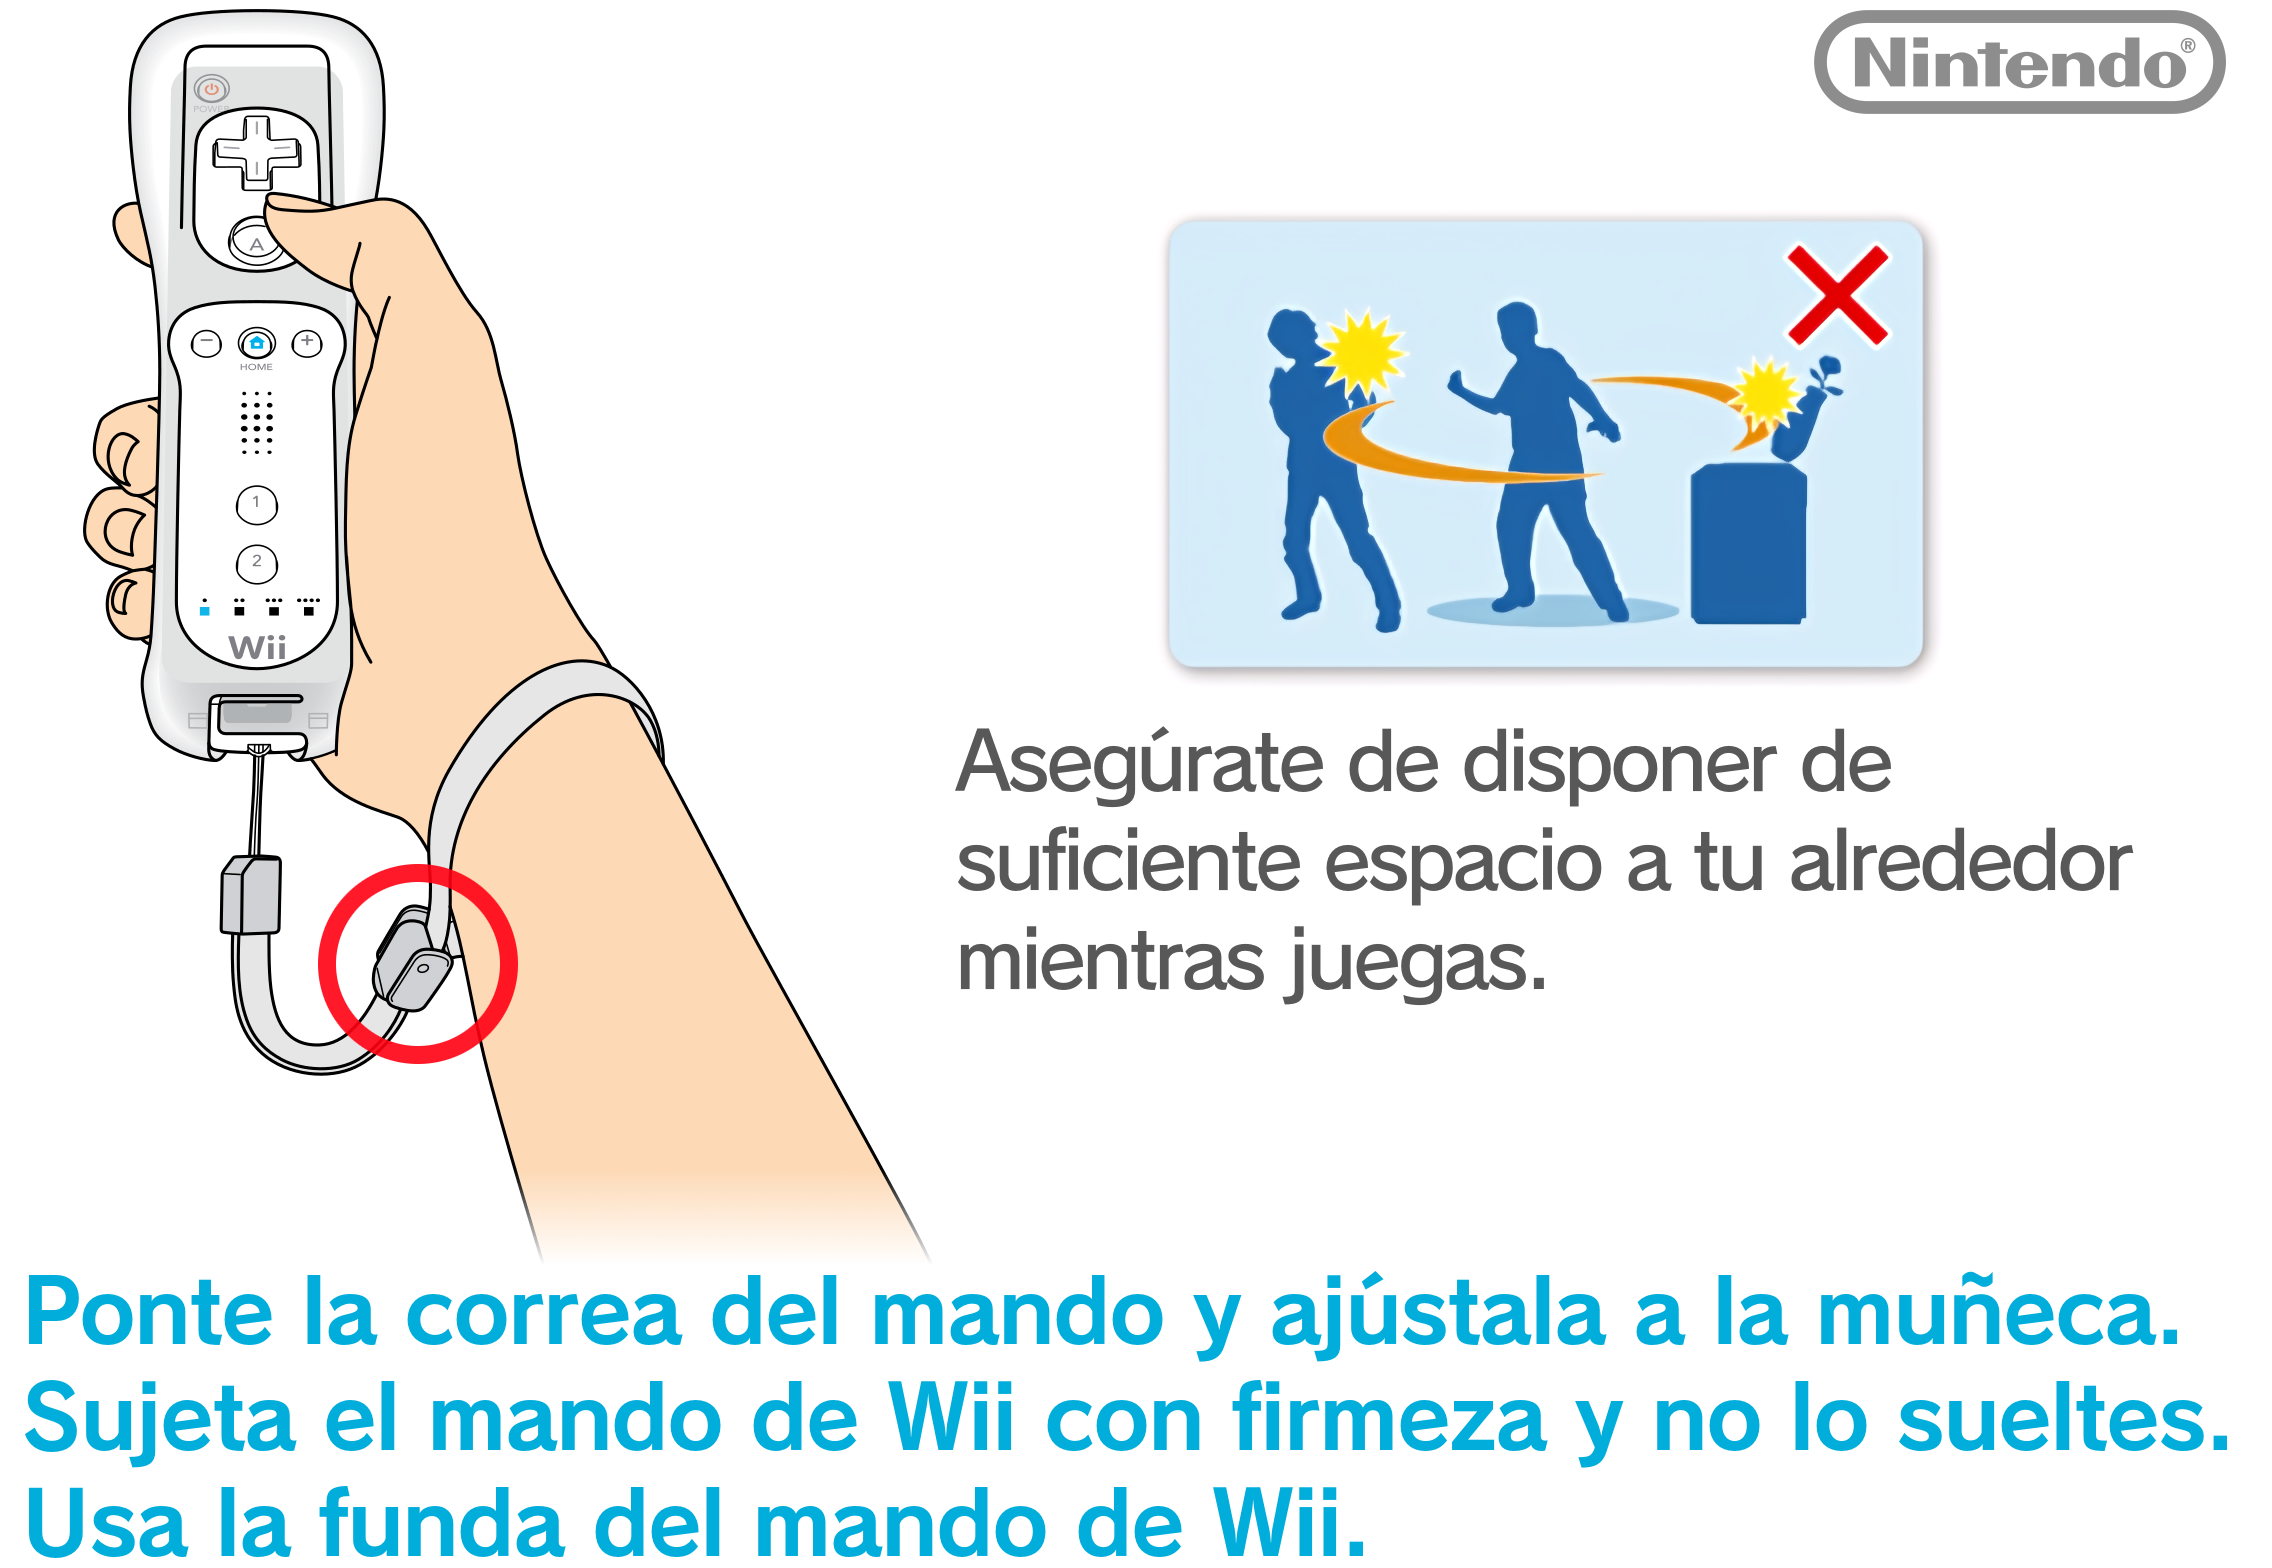 Nintendo®
POWER
A
HOME
1
2
Wii
Asegúrate de disponer de
suficiente espacio a tu alrededor
mientras juegas.
Ponte la correa del mando y ajústala a la muñeca.
Sujeta el mando de Wii con firmeza y no lo sueltes.
Usa la funda del mando de Wii.